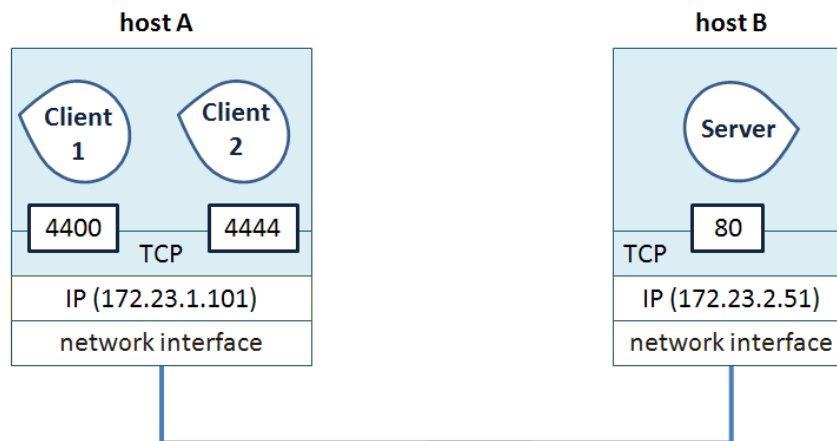 host A
host B
Client
1
Client
2
Server
4400
4444
80
TCP
TCP
IP (172.23.1.101)
IP (172.23.2.51)
network interface
network interface